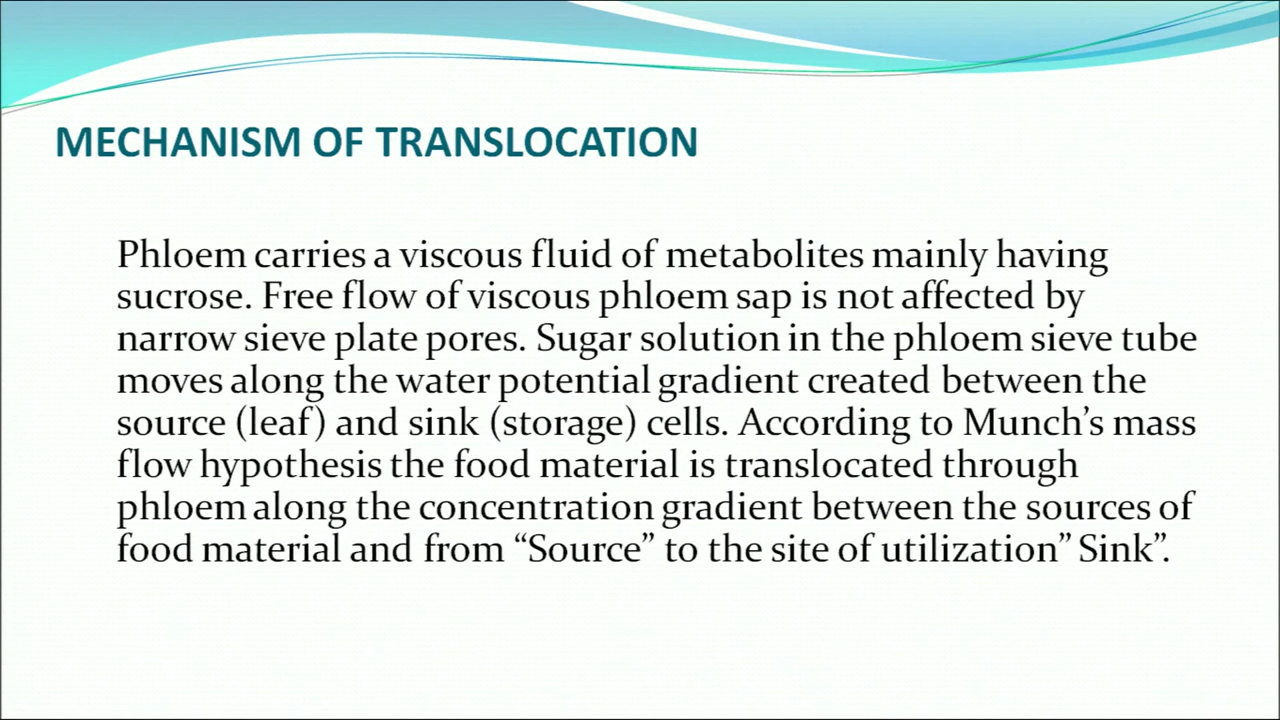 MECHANISM OF TRANSLOCATION
Phloem carries a viscous fluid of metabolites mainly having
sucrose. Free flow of viscous phloem sap is not affected by
narrow sieve plate pores. Sugar solution in the phloem sieve tube
moves along the water potential gradient created between the
source (leaf) and sink (storage) cells. According to Munch’s mass
flow hypothesis the food material is translocated through
phloem along the concentration gradient between the sources of
food material and from “Source” to the site of utilization” Sink”.